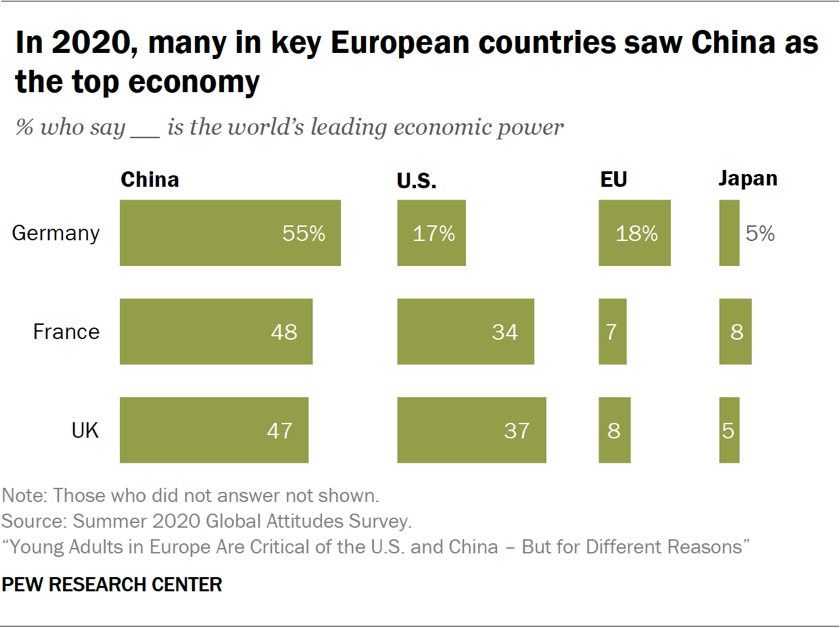 In 2020, many in key European countries saw China as
the top economy
% who say __ is the world's leading economic power
China U.S. EU Japan
Germany 55% 17% 18% 5%
France 48 34 7 8
UK 47 37 8 5
Note: Those who did not answer not shown.
Source: Summer 2020 Global Attitudes Survey.
“Young Adults in Europe Are Critical of the U.S. and China – But for Different Reasons”
PEW RESEARCH CENTER